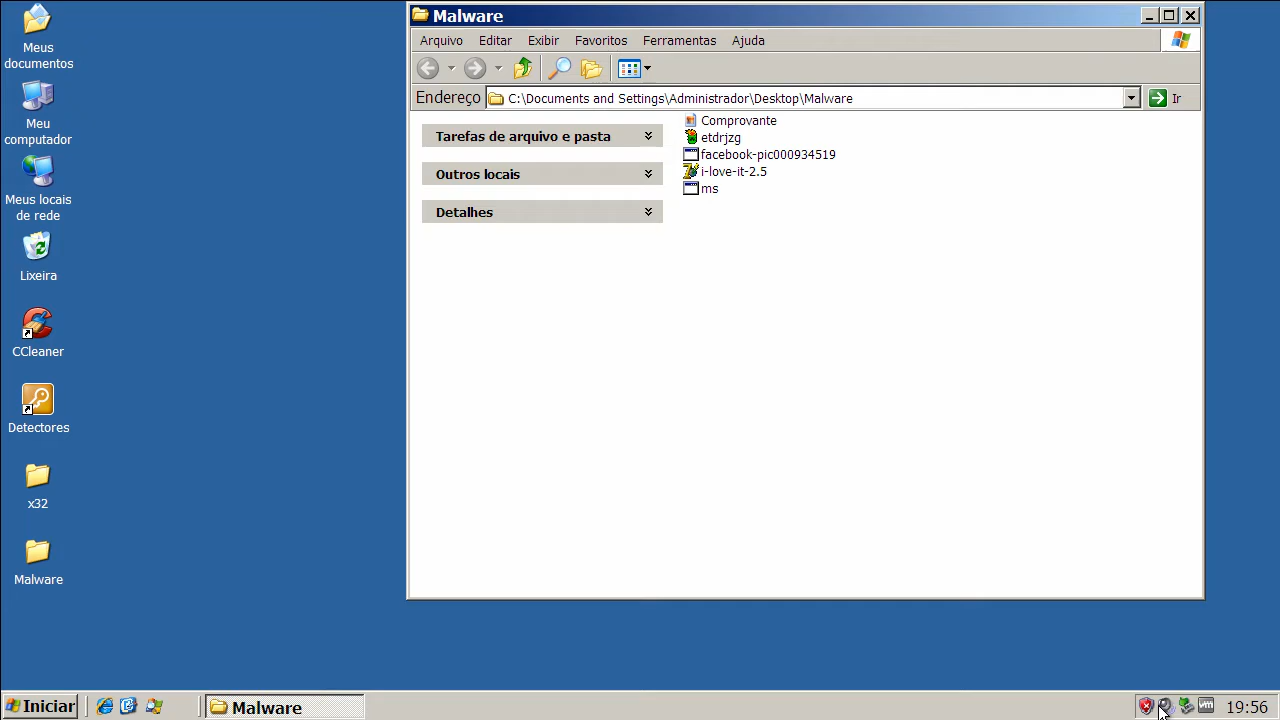 Meus
documentos
Meu
computador
Meus locais
de rede
Lixeira
CCleaner
Detectores
x32
Malware
Malware
Arquivo Editar Exibir Favoritos Ferramentas Ajuda
Endereço C:\Documents and Settings\Administrador\Desktop\Malware Ir
Tarefas de arquivo e pasta
Outros locais
Detalhes
Comprovante
etdrjzg
facebook-pic000934519
i-love-it-2.5
ms
Iniciar Malware vm 19:56